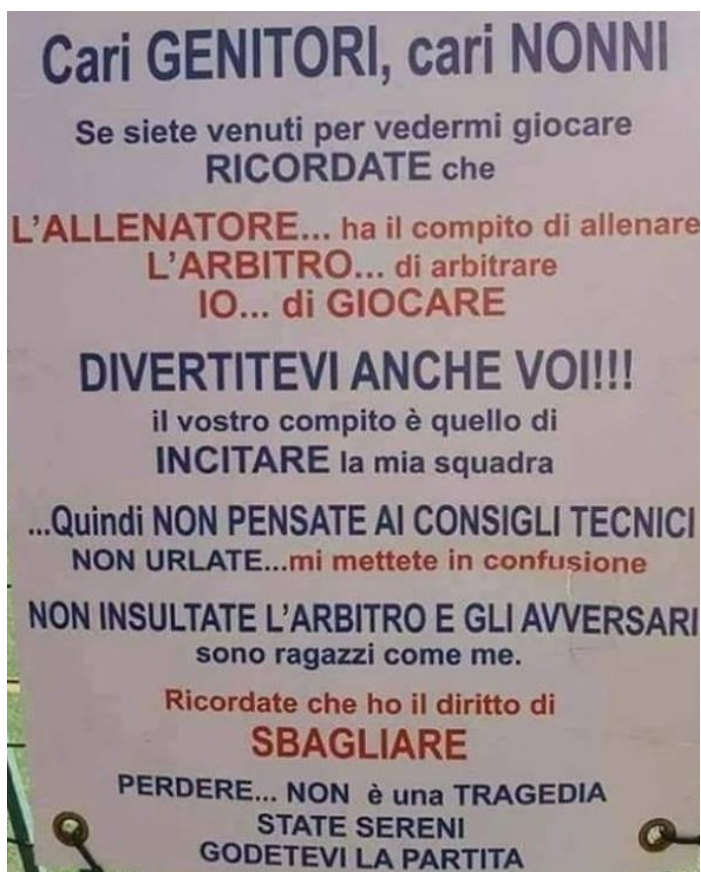 Cari GENITORI, cari NONNI
Se siete venuti per vedermi giocare
RICORDATE che
L'ALLENATORE... ha il compito di allenare
L'ARBITRO... di arbitrare
IO... di GIOCARE
DIVERTITEVI ANCHE VOI!!!
il vostro compito è quello di
INCITARE la mia squadra
...Quindi NON PENSATE AI CONSIGLI TECNICI
NON URLATE...mi mettete in confusione
NON INSULTATE L'ARBITRO E GLI AVVERSARI
sono ragazzi come me.
Ricordate che ho il diritto di
SBAGLIARE
PERDERE... NON è una TRAGEDIA
STATE SERENI
GODETEVI LA PARTITA